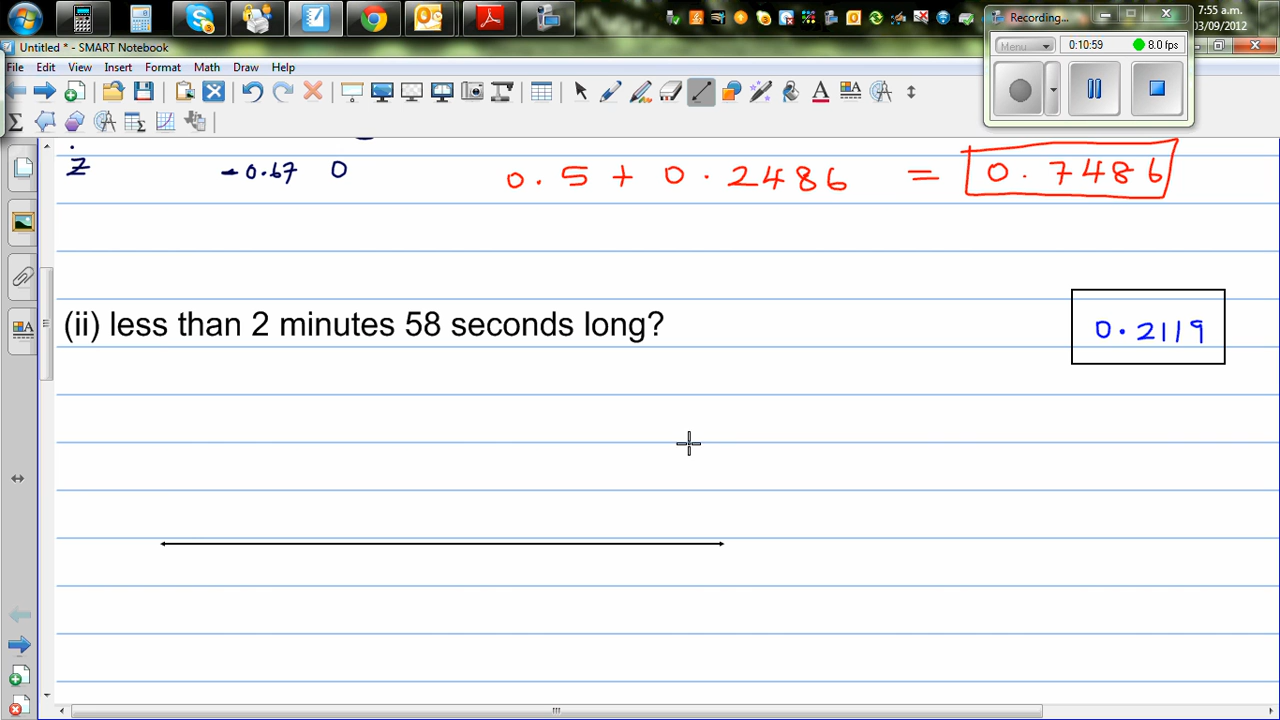 7:55 a.m.
03/09/2012
Recording...
Menu
0:10:59
8.0 fps
Untitled * - SMART Notebook
File Edit View Insert Format Math Draw Help
z -0.67 0
0.5 + 0.2486 = 0.7486
(ii) less than 2 minutes 58 seconds long?
0.2119